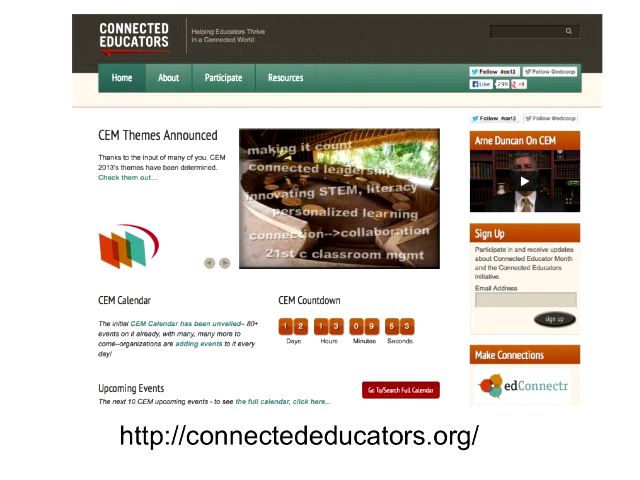 CONNECTED
EDUCATORS
Helping Educators Thrive
in a Connected World
Home
About
Participate
Resources
Follow #ce13
Follow @edccp
Like
299
+1
Follow #ce13
Follow @edccp
CEM Themes Announced
Thanks to the input of many of you, CEM
2013's themes have been determined.
Check them out...
making it count
connected leadership
innovating STEM, literacy
personalized learning
connection-->collaboration
21st c classroom mgmt
Arne Duncan On CEM
Sign Up
Participate in and receive updates
about Connected Educator Month
and the Connected Educators
initiative.
Email Address
sign up
CEM Calendar
The initial CEM Calendar has been unveiled– 80+
events on it already, with many, many more to
come–organizations are adding events to it every
day!
CEM Countdown
1 2 1 3 0 9 5 3
Days Hours Minutes Seconds
Make Connections
edConnectr
Upcoming Events
Go To/Search Full Calendar
The next 10 CEM upcoming events - to see the full calendar, click here...
http://connectededucators.org/